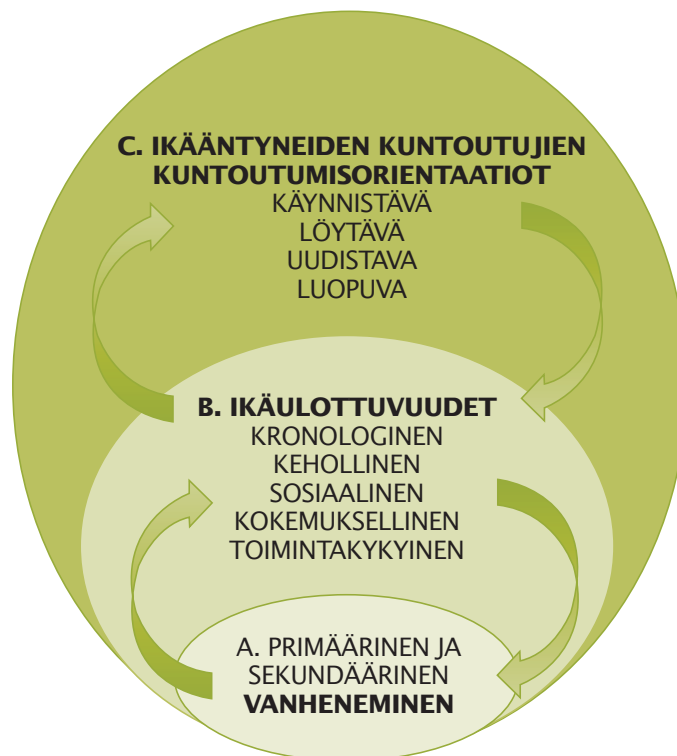 C. IKÄÄNTYNEIDEN KUNTOUTUJIEN
KUNTOUTUMISORIENTAATIOT
KÄYNNISTÄVÄ
LÖYTÄVÄ
UUDISTAVA
LUOPUVA
B. IKÄULOTTUVUUDET
KRONOLOGINEN
KEHOLLINEN
SOSIAALINEN
KOKEMUKSELLINEN
TOIMINTAKYKYINEN
A. PRIMÄÄRINEN JA
SEKUNDÄÄRINEN
VANHENEMINEN